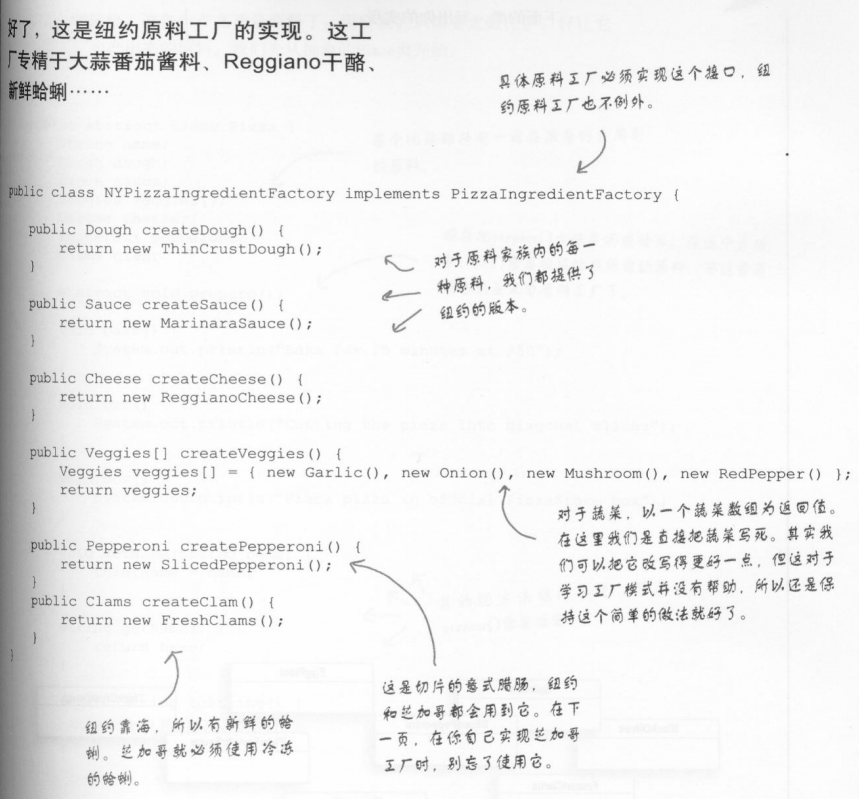 好了，这是纽约原料工厂的实现。这工
厂专精于大蒜番茄酱料、Reggiano干酪、
新鲜蛤蜊……
具体原料工厂必须实现这个接口，纽
约原料工厂也不例外。
public class NYPizzaIngredientFactory implements PizzaIngredientFactory {
public Dough createDough() {
return new ThinCrustDough();
}
对于原料家族内的每一
种原料，我们都提供了
纽约的版本。
public Sauce createSauce() {
return new MarinaraSauce();
}
public Cheese createCheese() {
return new ReggianoCheese();
}
public Veggies[] createVeggies() {
Veggies veggies[] = { new Garlic(), new Onion(), new Mushroom(), new RedPepper() };
return veggies;
}
对于蔬菜，以一个蔬菜数组为返回值。
在这里我们是直接把蔬菜写死。其实我
们可以把它改写得更好一点，但这对于
学习工厂模式并没有帮助，所以还是保
持这个简单的做法就好了。
public Pepperoni createPepperoni() {
return new SlicedPepperoni();
}
public Clams createClam() {
return new FreshClams();
}
}
这是切片的意式腊肠，纽约
和芝加哥都会用到它。在下
一页，在你自己实现芝加哥
工厂时，别忘了使用它。
纽约靠海，所以有新鲜的蛤
蜊。芝加哥就必须使用冷冻
的蛤蜊。